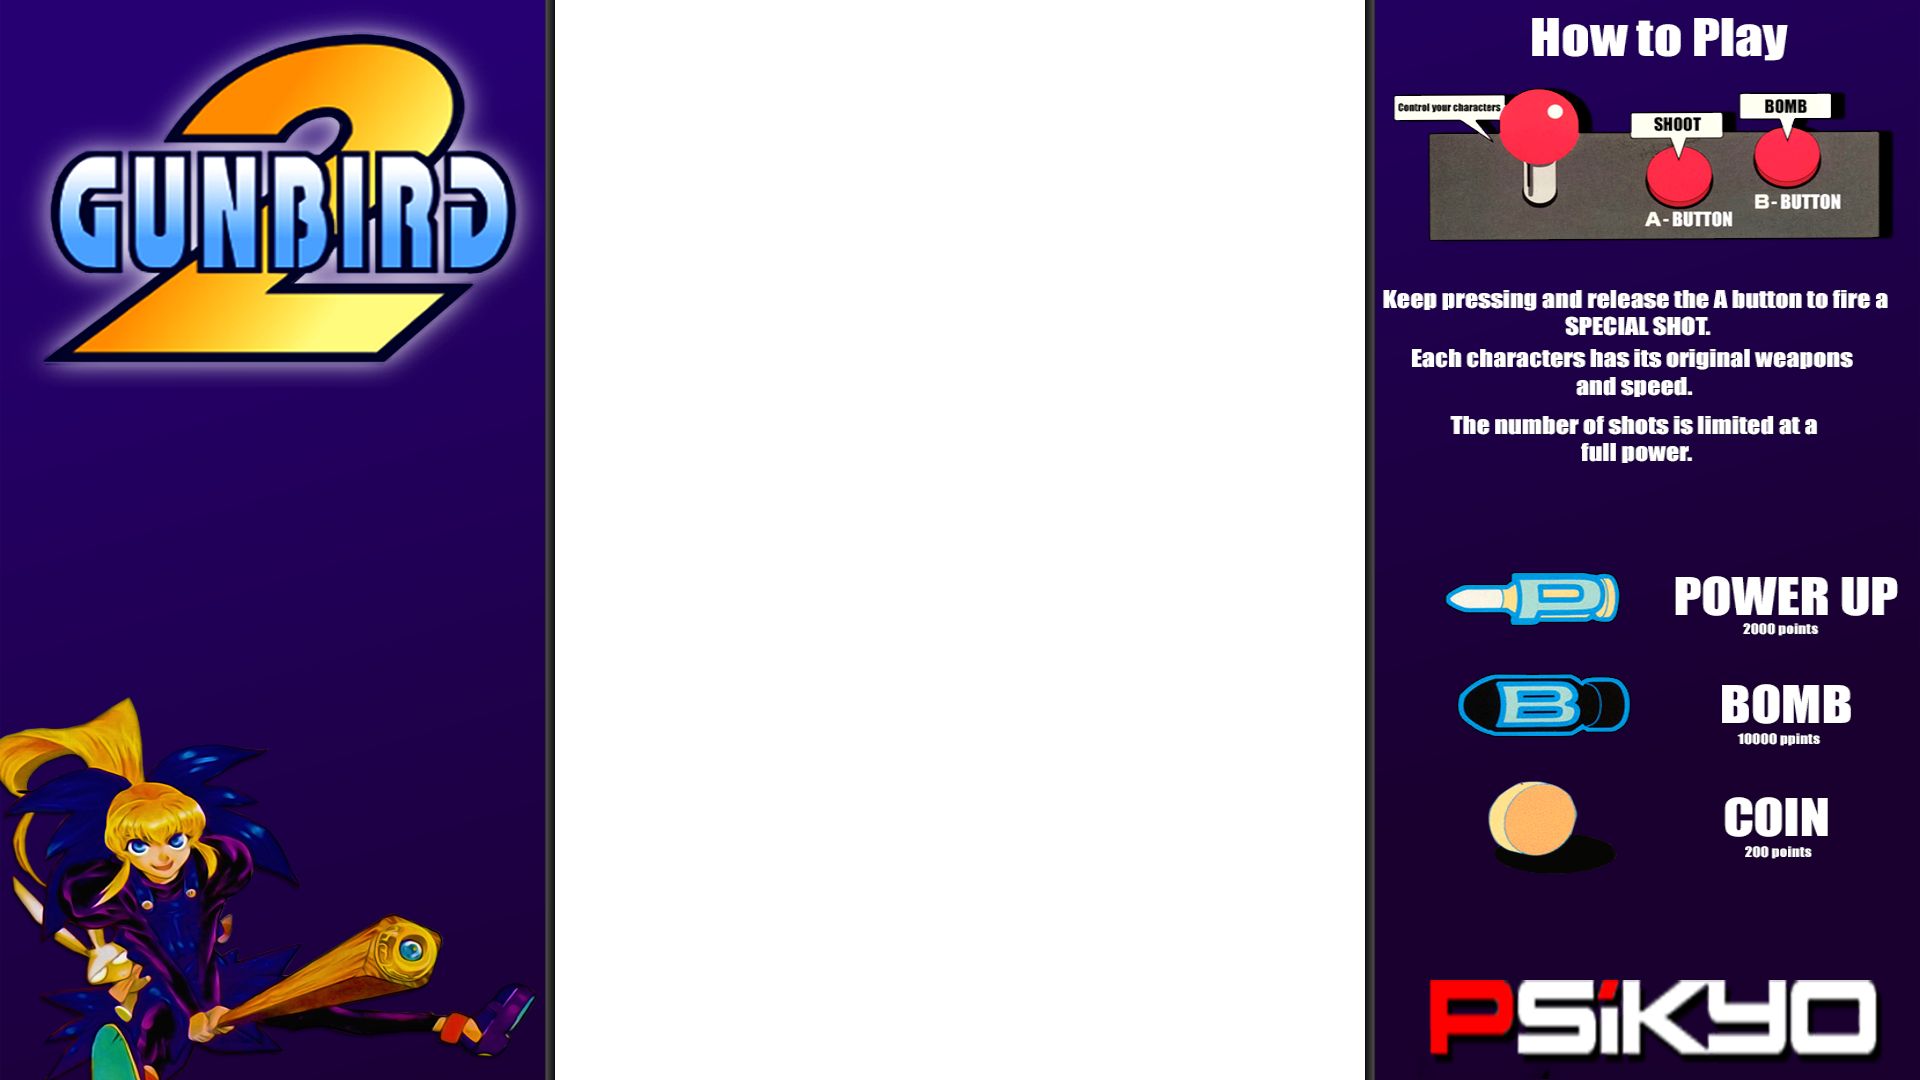 2
GUNBIRD
How to Play
Control your characters
SHOOT
BOMB
A - BUTTON
B - BUTTON
Keep pressing and release the A button to fire a
SPECIAL SHOT.
Each characters has its original weapons
and speed.
The number of shots is limited at a
full power.
P
POWER UP
2000 points
B
BOMB
10000 ppints
COIN
200 points
PSiKYO